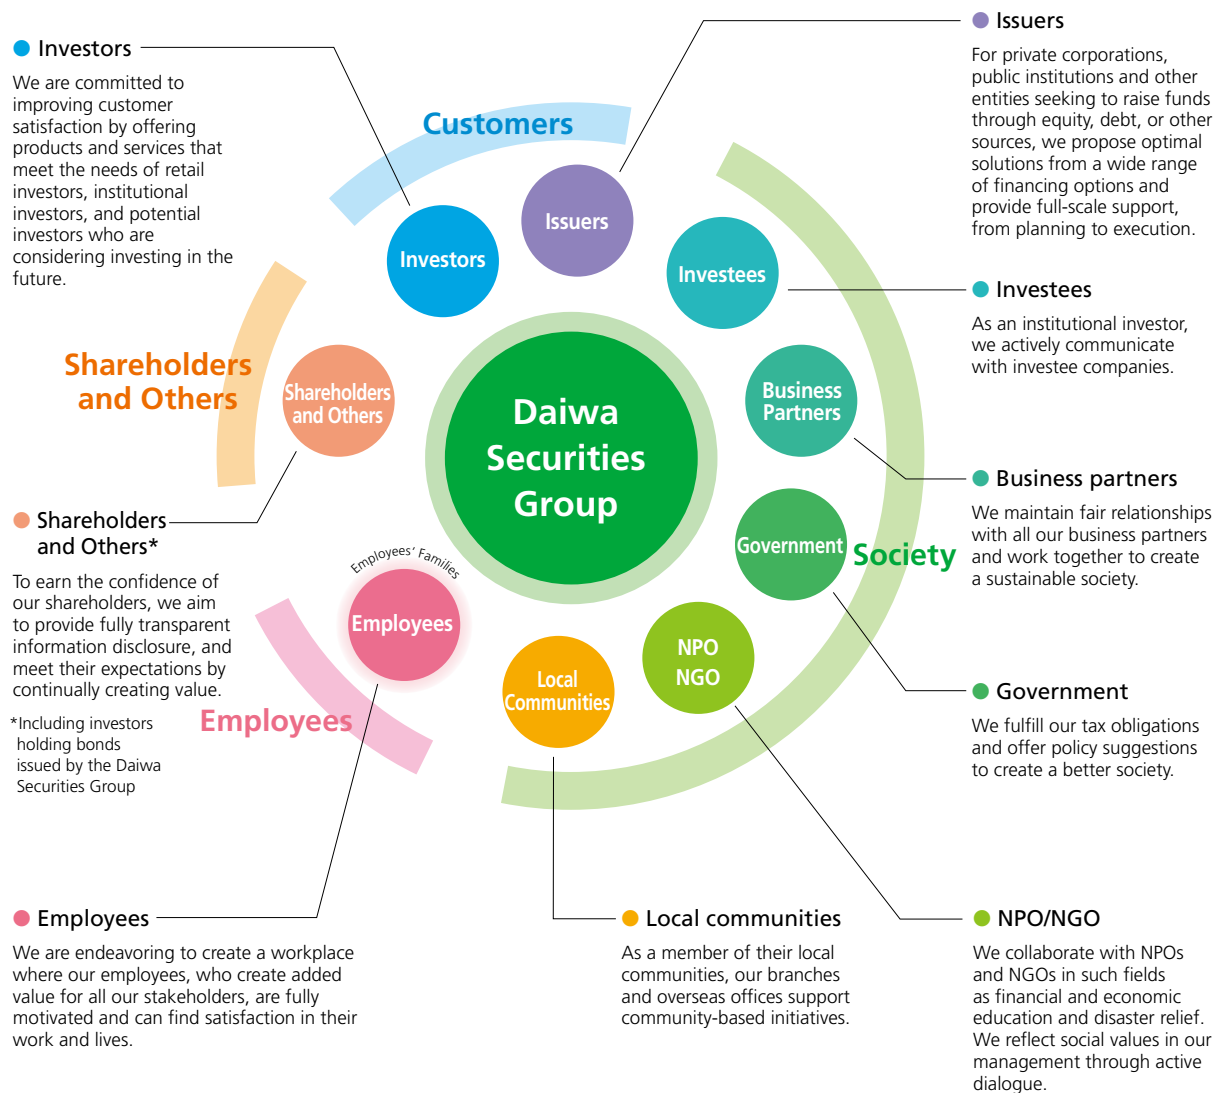 Investors
We are committed to
improving customer
satisfaction by offering
products and services that
meet the needs of retail
investors, institutional
investors, and potential
investors who are
considering investing in the
future.
Issuers
For private corporations,
public institutions and other
entities seeking to raise funds
through equity, debt, or other
sources, we propose optimal
solutions from a wide range
of financing options and
provide full-scale support,
from planning to execution.
Customers
Issuers
Investors
Investees
Investees
As an institutional investor,
we actively communicate
with investee companies.
Shareholders
and Others
Shareholders
and Others
Business
Partners
Daiwa
Securities
Group
Business partners
We maintain fair relationships
with all our business partners
and work together to create
a sustainable society.
Shareholders
and Others*
To earn the confidence of
our shareholders, we aim
to provide fully transparent
information disclosure, and
meet their expectations by
continually creating value.
*Including investors
holding bonds
issued by the Daiwa
Securities Group
Government
Society
Employees' Families
Employees
Employees
NPO
NGO
Local
Communities
Government
We fulfill our tax obligations
and offer policy suggestions
to create a better society.
Employees
We are endeavoring to create a workplace
where our employees, who create added
value for all our stakeholders, are fully
motivated and can find satisfaction in their
work and lives.
Local communities
As a member of their local
communities, our branches
and overseas offices support
community-based initiatives.
NPO/NGO
We collaborate with NPOs
and NGOs in such fields
as financial and economic
education and disaster relief.
We reflect social values in our
management through active
dialogue.